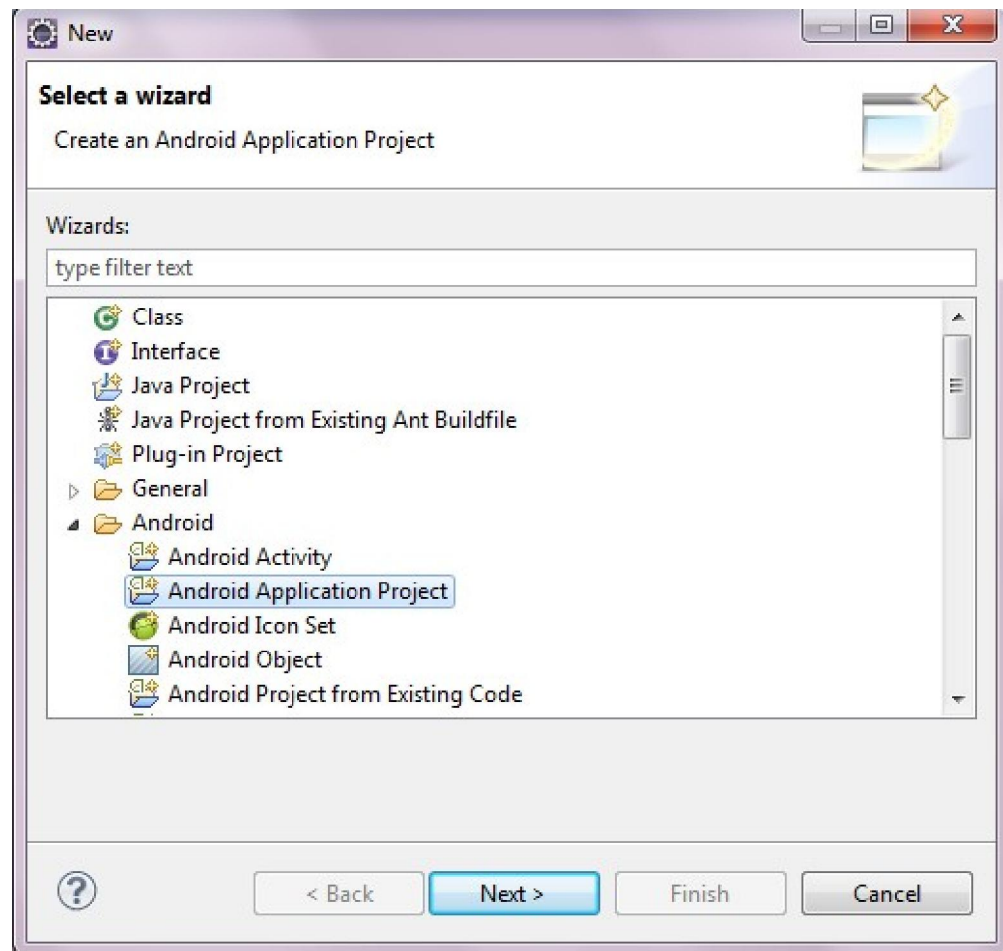 New
Select a wizard
Create an Android Application Project
Wizards:
type filter text
Class
Interface
Java Project
Java Project from Existing Ant Buildfile
Plug-in Project
General
Android
Android Activity
Android Application Project
Android Icon Set
Android Object
Android Project from Existing Code
< Back
Next >
Finish
Cancel